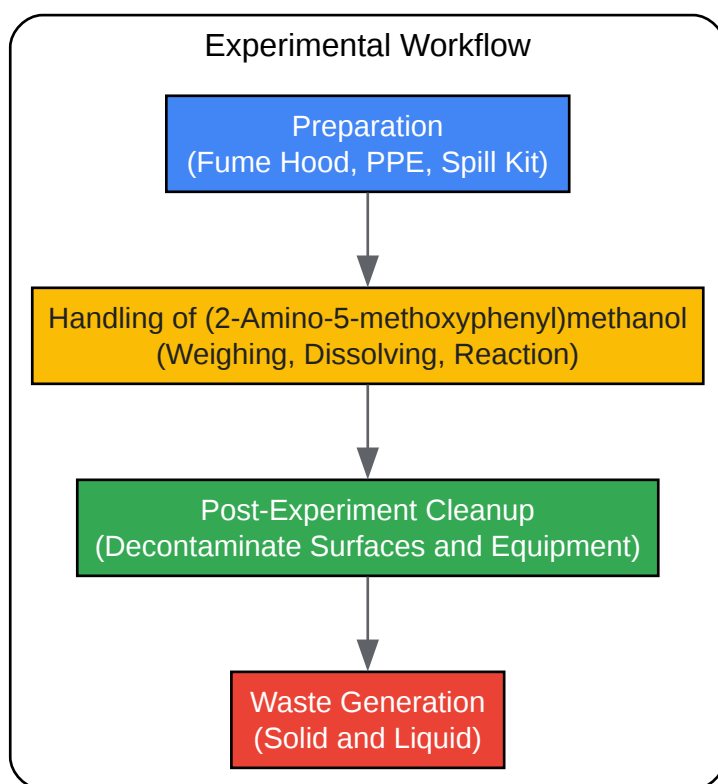 Experimental Workflow
Preparation
(Fume Hood, PPE, Spill Kit)
Handling of (2-Amino-5-methoxyphenyl)methanol
(Weighing, Dissolving, Reaction)
Post-Experiment Cleanup
(Decontaminate Surfaces and Equipment)
Waste Generation
(Solid and Liquid)